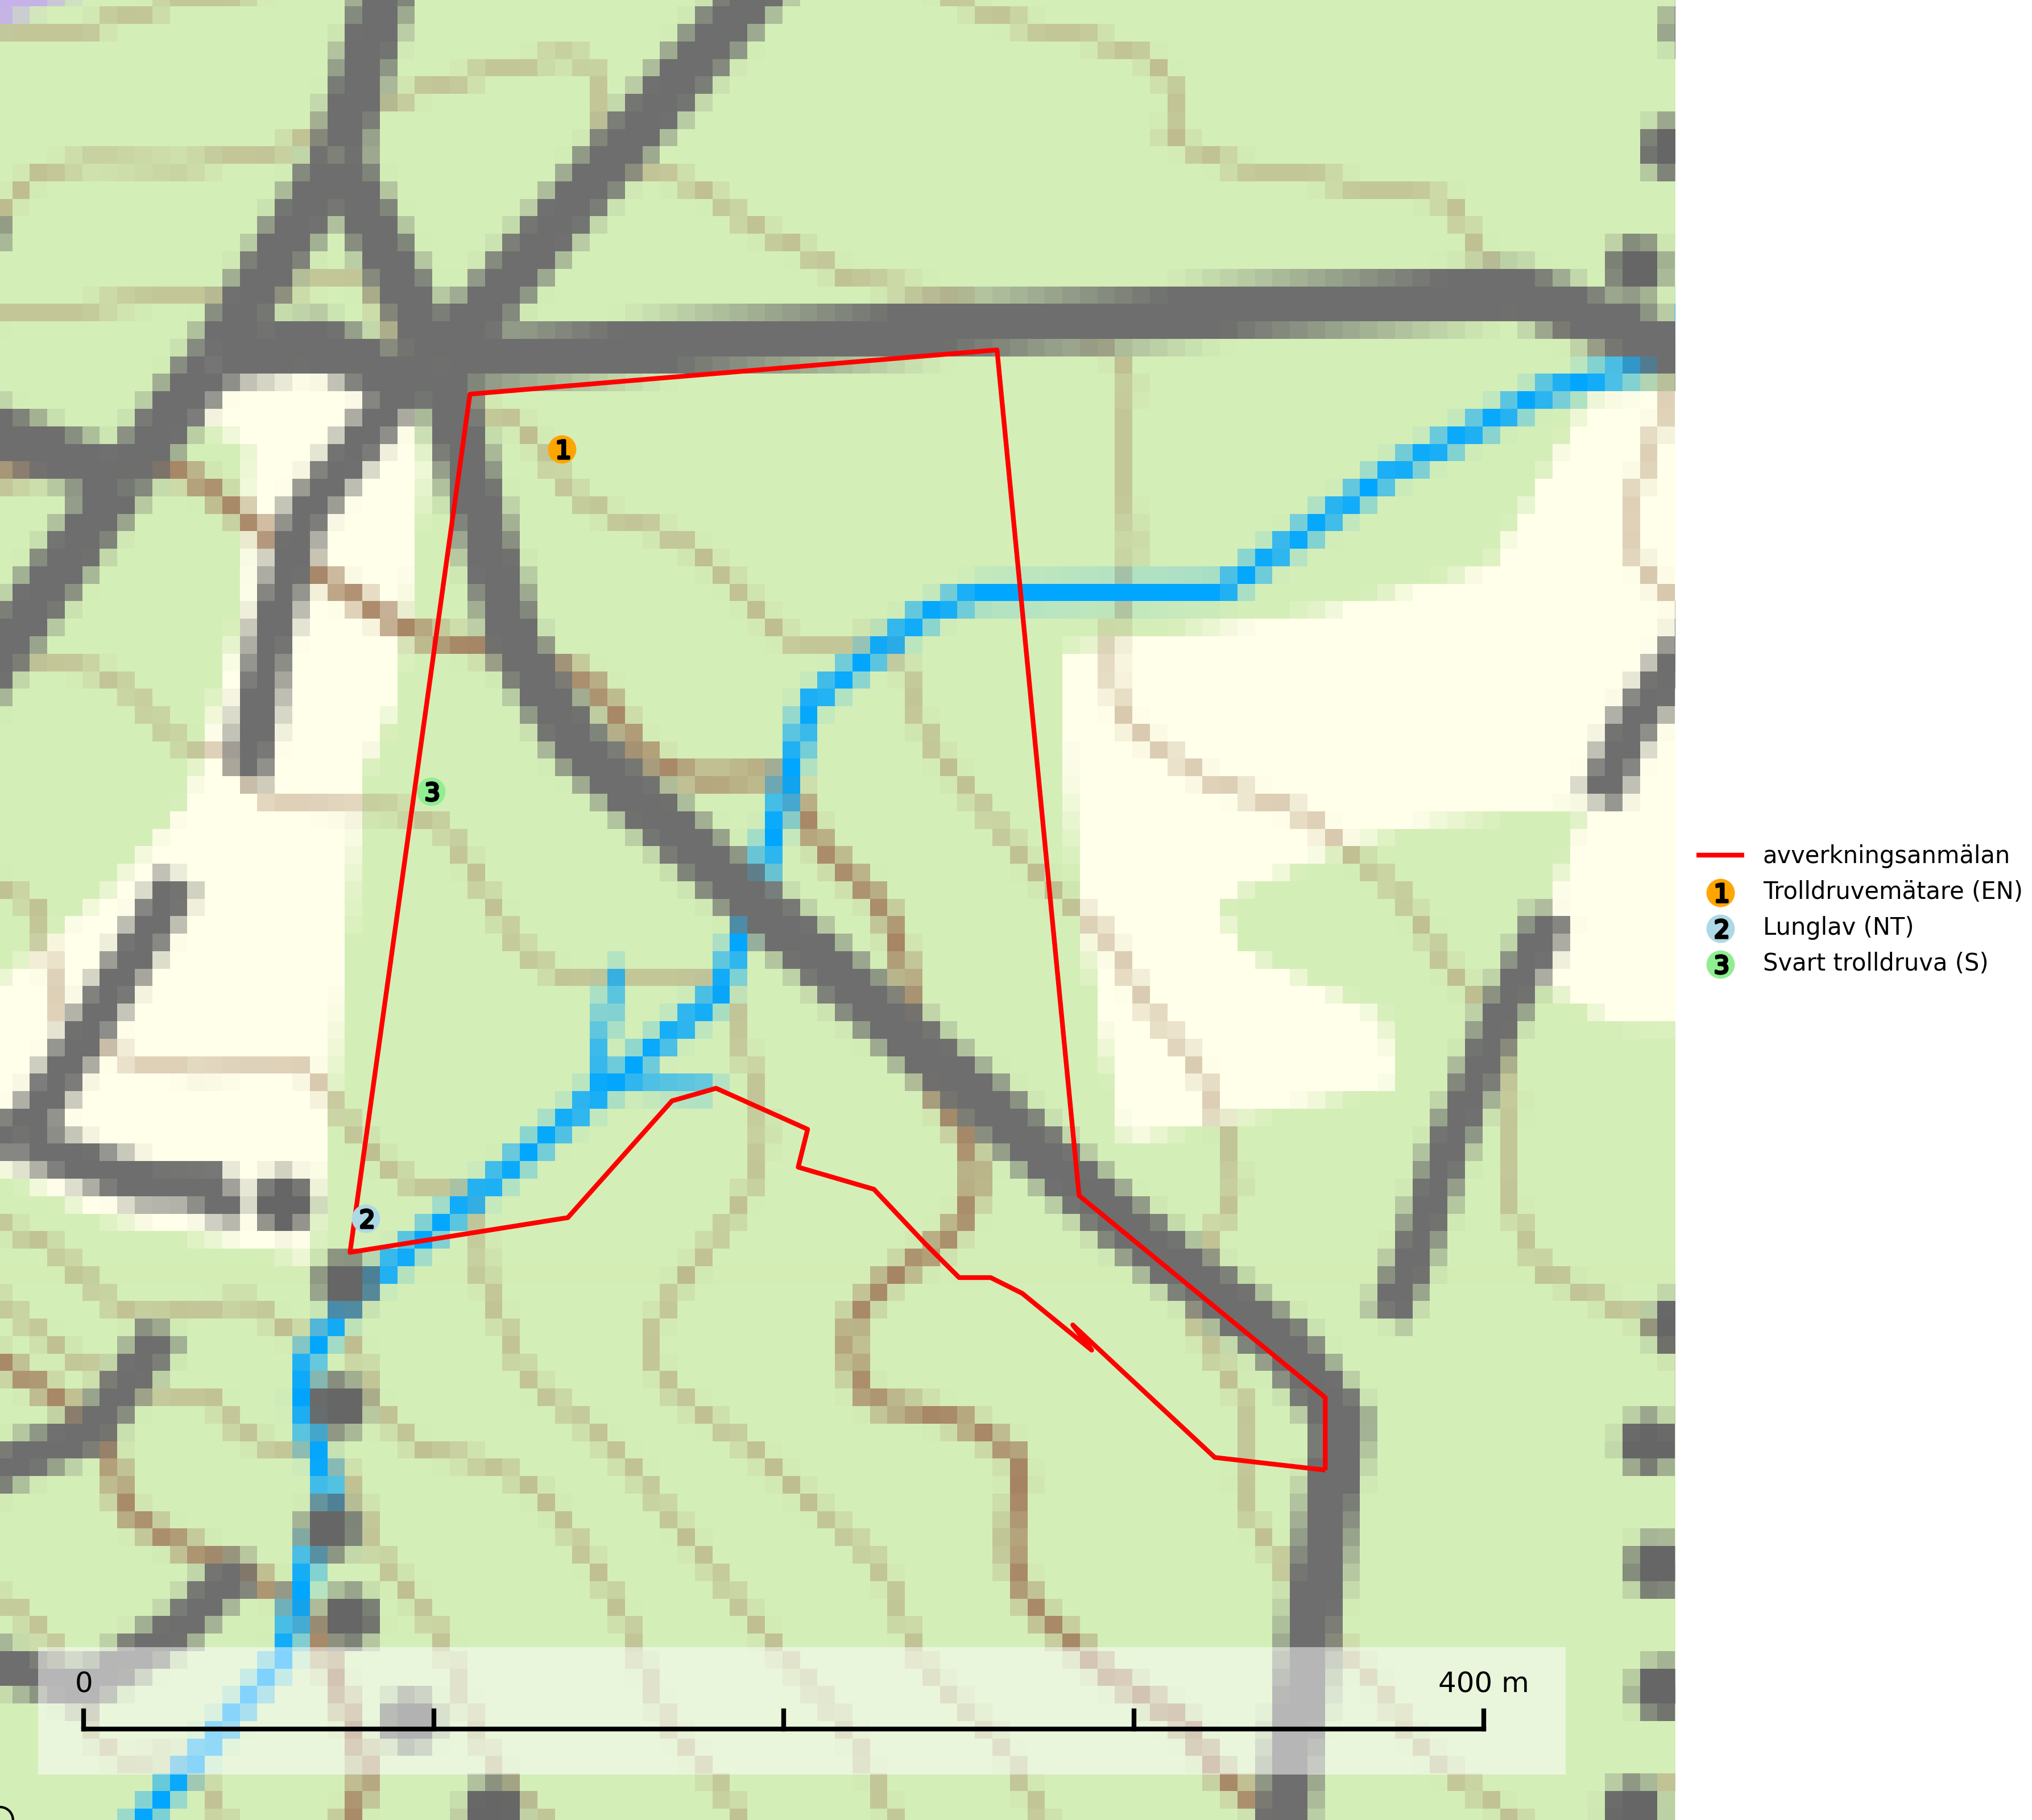 1
3
2
avverkningsanmälan
1 Trolldruvemätare (EN)
2 Lunglav (NT)
3 Svart trolldruva (S)
0 400 m